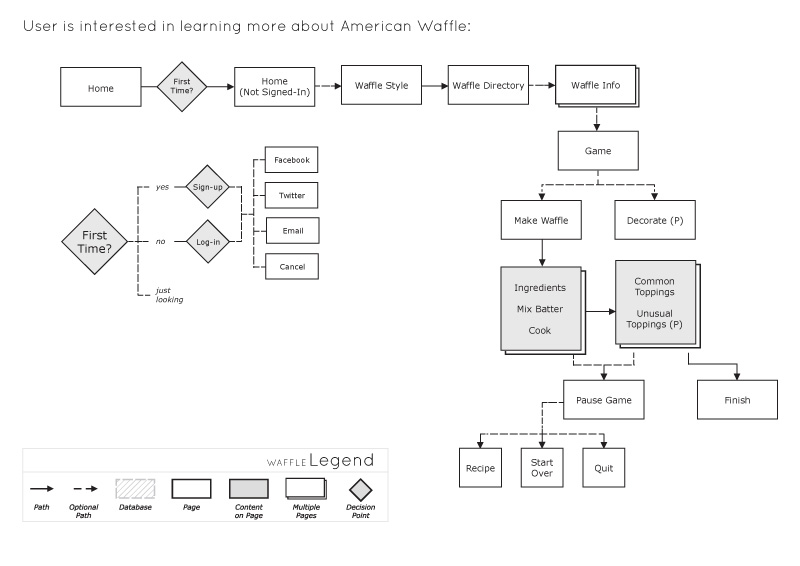 User is interested in learning more about American Waffle:
Home
First
Time?
Home
(Not Signed-In)
Waffle Style
Waffle Directory
Waffle Info
Game
Make Waffle
Decorate (P)
Ingredients
Mix Batter
Cook
Common
Toppings
Unusual
Toppings (P)
Pause Game
Finish
Recipe
Start
Over
Quit
First
Time?
yes
Sign-up
no
Log-in
just
looking
Facebook
Twitter
Email
Cancel
WAFFLE Legend
Path
Optional
Path
Database
Page
Content
on Page
Multiple
Pages
Decision
Point